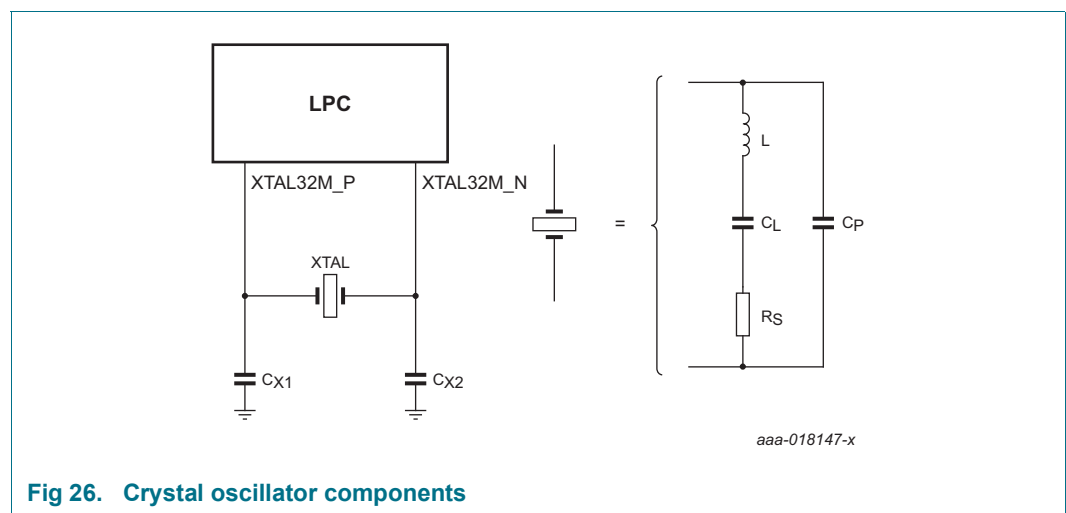 LPC
XTAL32M_P
XTAL32M_N
XTAL
CX1
CX2
=
L
CL
CP
RS
aaa-018147-x
Fig 26. Crystal oscillator components